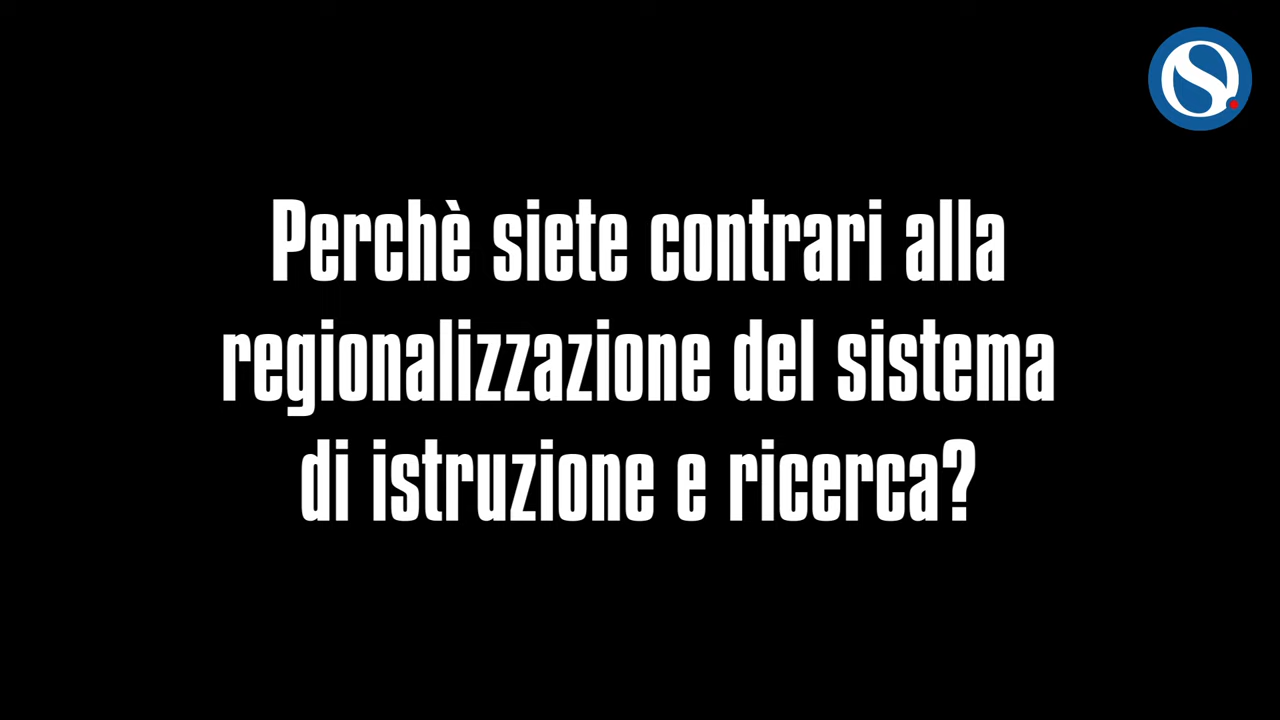 Perchè siete contrari alla
regionalizzazione del sistema
di istruzione e ricerca?